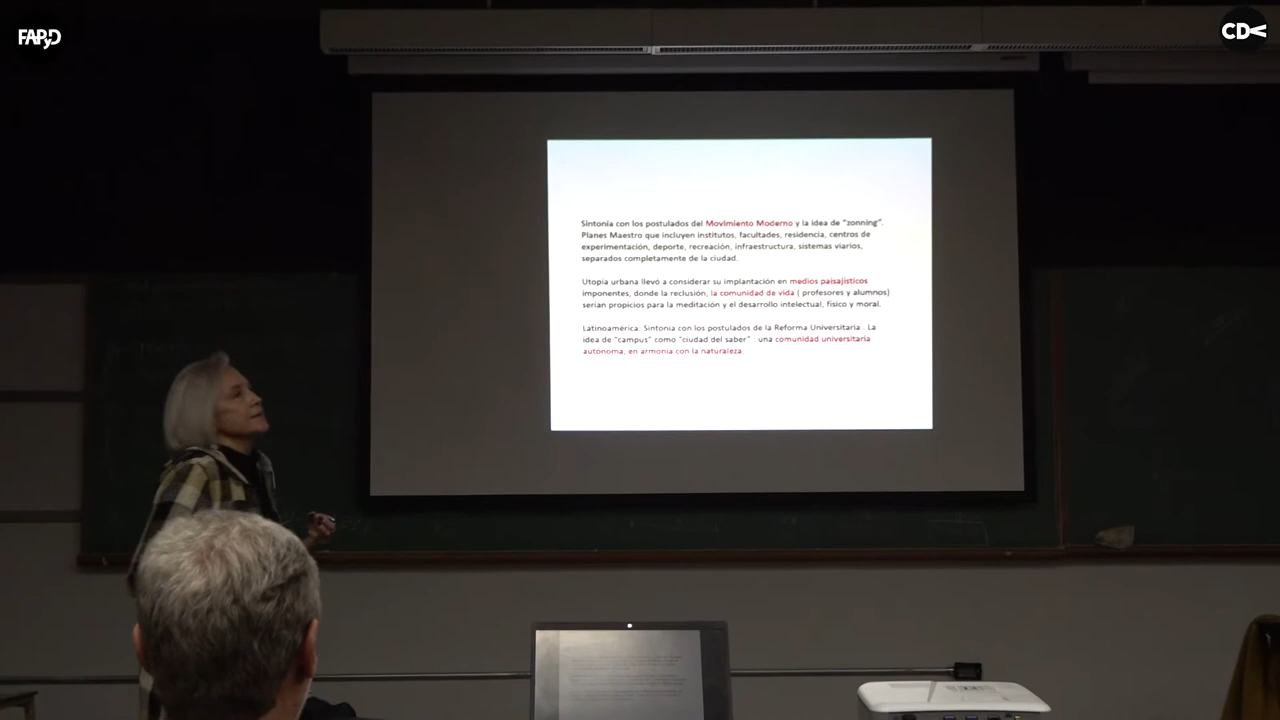 FAPyD
CDV
Sintonía con los postulados del Movimiento Moderno y la idea de "zonning".
Planes Maestro que incluyen institutos, facultades, residencia, centros de
experimentación, deporte, recreación, infraestructura, sistemas viarios,
separados completamente de la ciudad.
Utopía urbana llevó a considerar su implantación en medios paisajísticos
imponentes, donde la reclusión, la comunidad de vida ( profesores y alumnos)
serían propicios para la meditación y el desarrollo intelectual, físico y moral.
Latinoamérica: Sintonía con los postulados de la Reforma Universitaria . La
idea de "campus" como "ciudad del saber" : una comunidad universitaria
autónoma, en armonía con la naturaleza.